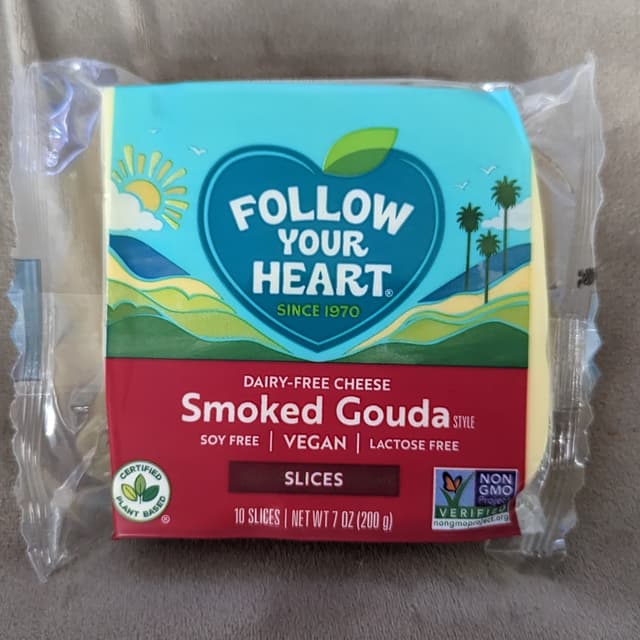 FOLLOW
YOUR
HEART®
SINCE 1970
DAIRY-FREE CHEESE
Smoked Gouda STYLE
SOY FREE | VEGAN | LACTOSE FREE
SLICES
10 SLICES | NET WT 7 OZ (200 g)
CERTIFIED
PLANT BASED
®
NON
GMO
Project
VERIFIED
nongmoproject.org